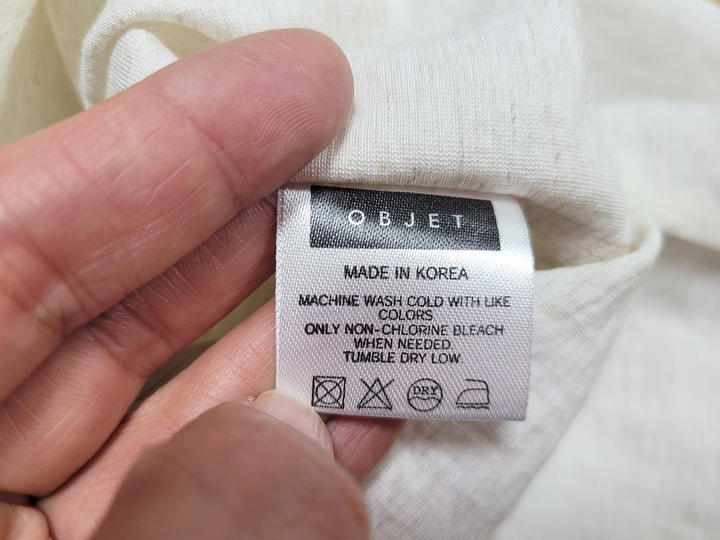 OBJET
MADE IN KOREA
MACHINE WASH COLD WITH LIKE
COLORS
ONLY NON-CHLORINE BLEACH
WHEN NEEDED.
TUMBLE DRY LOW.
DRY